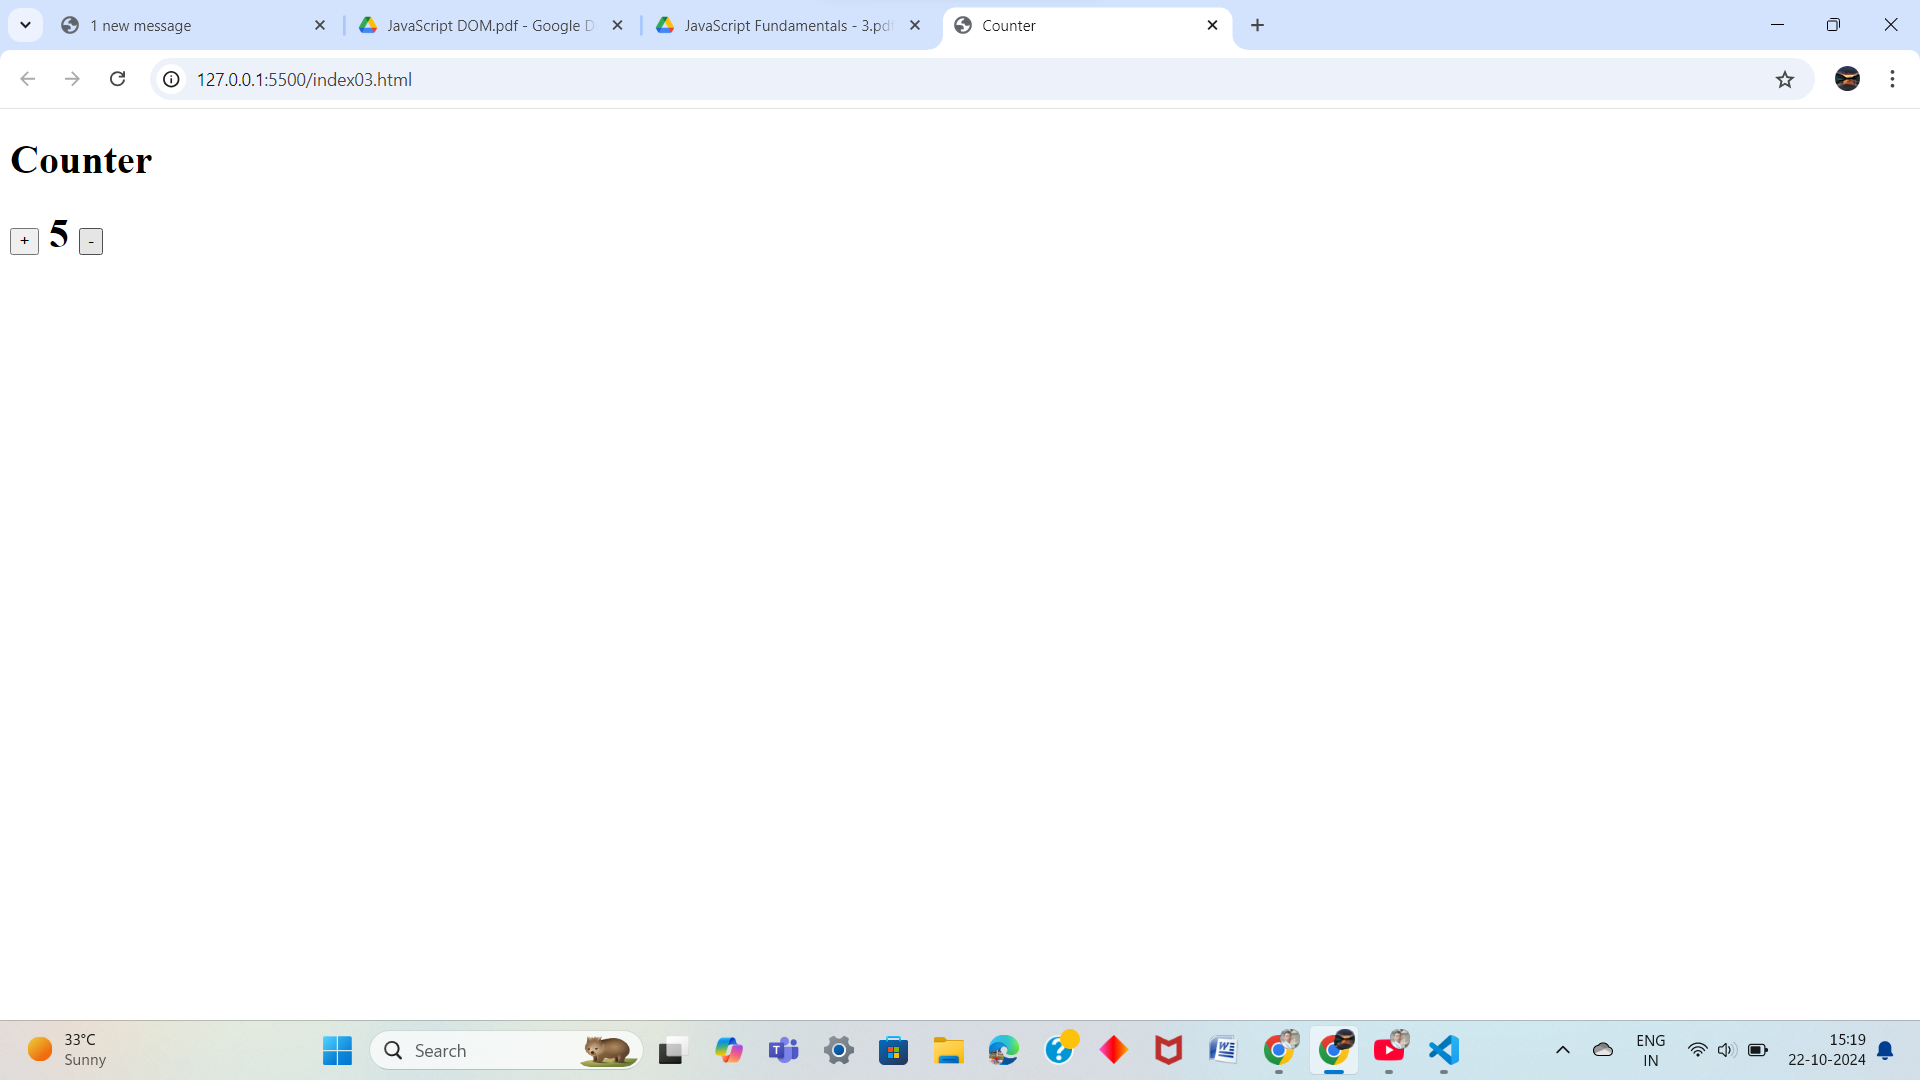 1 new message
JavaScript DOM.pdf - Google D
JavaScript Fundamentals - 3.pdf
Counter
127.0.0.1:5500/index03.html
Counter
+ 5 -
33°C
Sunny
Search
ENG
IN
15:19
22-10-2024